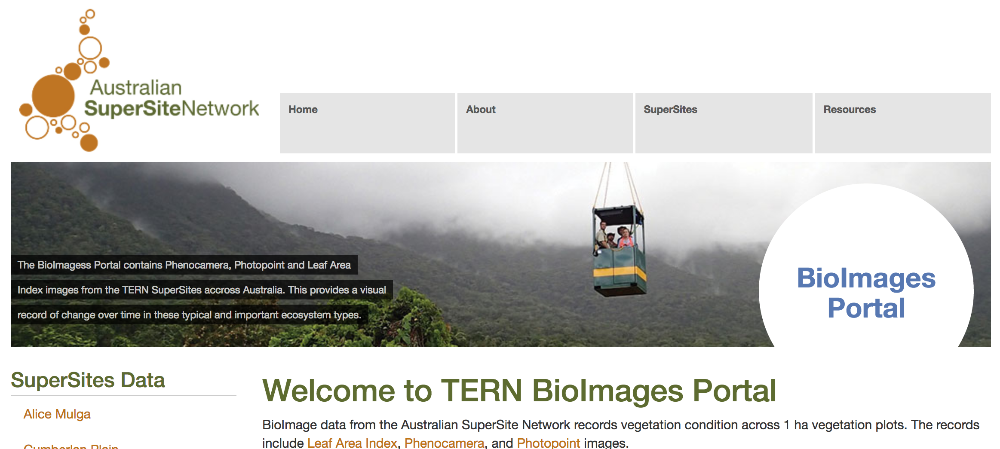 Australian
SuperSiteNetwork
Home
About
SuperSites
Resources
The BioImagess Portal contains Phenocamera, Photopoint and Leaf Area
Index images from the TERN SuperSites accross Australia. This provides a visual
record of change over time in these typical and important ecosystem types.
BioImages
Portal
SuperSites Data
Alice Mulga
Cumberlan Plain
Welcome to TERN BioImages Portal
BioImage data from the Australian SuperSite Network records vegetation condition across 1 ha vegetation plots. The records
include Leaf Area Index, Phenocamera, and Photopoint images.